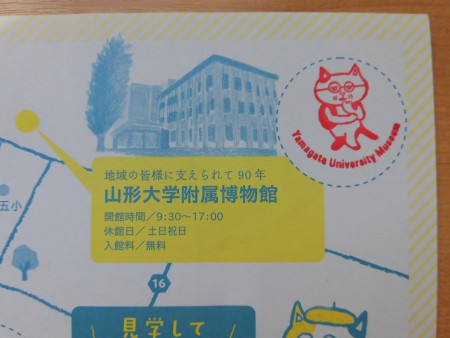 Yamagata University Museum
地域の皆様に支えられて90年
山形大学附属博物館
開館時間／9:30～17:00
休館日／土日祝日
入館料／無料
五小
16
見学して